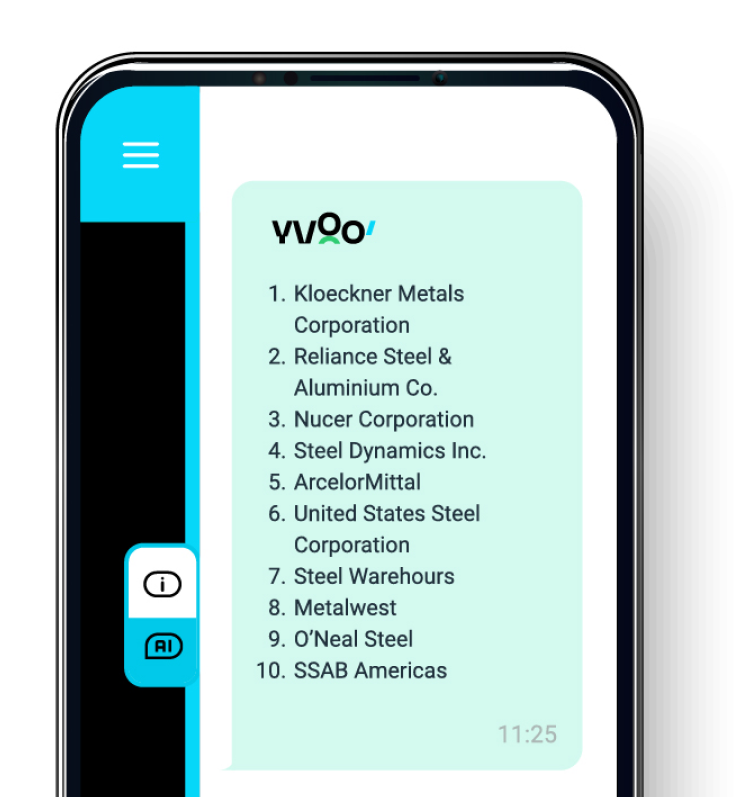 YVOO
1. Kloeckner Metals
Corporation
2. Reliance Steel &
Aluminium Co.
3. Nucer Corporation
4. Steel Dynamics Inc.
5. ArcelorMittal
6. United States Steel
Corporation
7. Steel Warehours
8. Metalwest
9. O’Neal Steel
10. SSAB Americas
i
AI
11:25